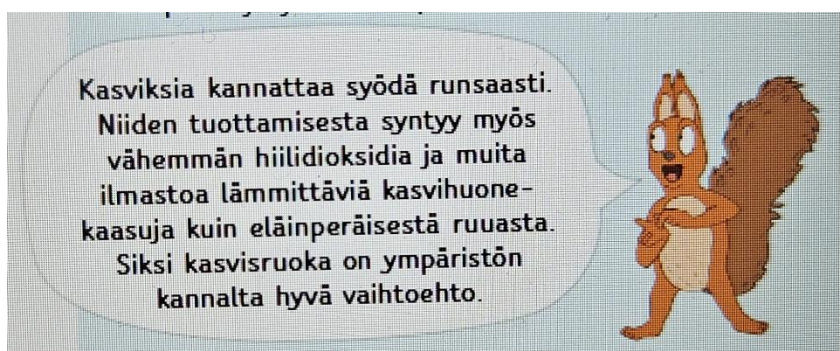 Kasviksia kannattaa syödä runsaasti.
Niiden tuottamisesta syntyy myös
vähemmän hiilidioksidia ja muita
ilmastoa lämmittäviä kasvihuone-
kaasuja kuin eläinperäisestä ruuasta.
Siksi kasvisruoka on ympäristön
kannalta hyvä vaihtoehto.